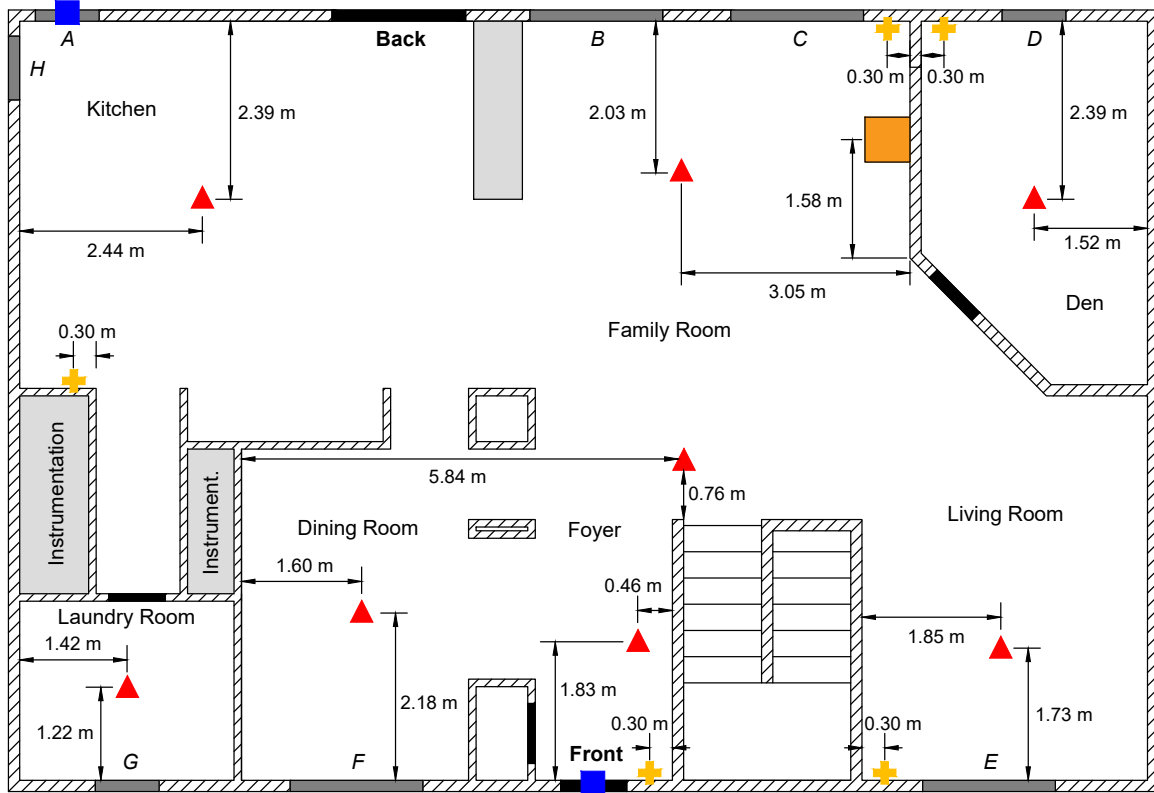 A
Back
B
C
D
H
0.30 m
0.30 m
Kitchen
2.39 m
2.03 m
2.39 m
1.58 m
2.44 m
1.52 m
3.05 m
Den
0.30 m
Family Room
Instrumentation
Instrument.
5.84 m
0.76 m
Dining Room
Foyer
Living Room
1.60 m
0.46 m
Laundry Room
1.42 m
1.85 m
2.18 m
1.83 m
1.22 m
0.30 m
0.30 m
1.73 m
G
F
Front
E